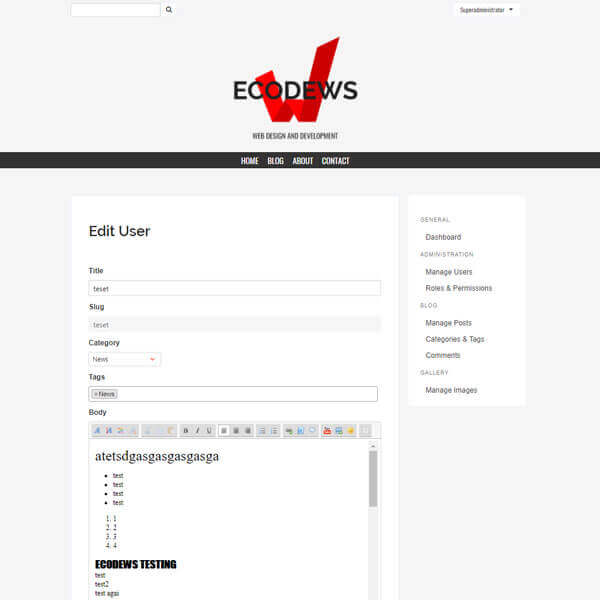 Superadministrator
ECODEWS
WEB DESIGN AND DEVELOPMENT
HOME BLOG ABOUT CONTACT
Edit User
Title
teset
Slug
teset
Category
News
Tags
×News
Body
B I U
atetsdgasgasgasgasga
• test
• test
• test
• test
1. 1
2. 2
3. 3
4. 4
ECODEWS TESTING
test
test2
test agai
GENERAL
Dashboard
ADMINISTRATION
Manage Users
Roles & Permissions
BLOG
Manage Posts
Categories & Tags
Comments
GALLERY
Manage Images